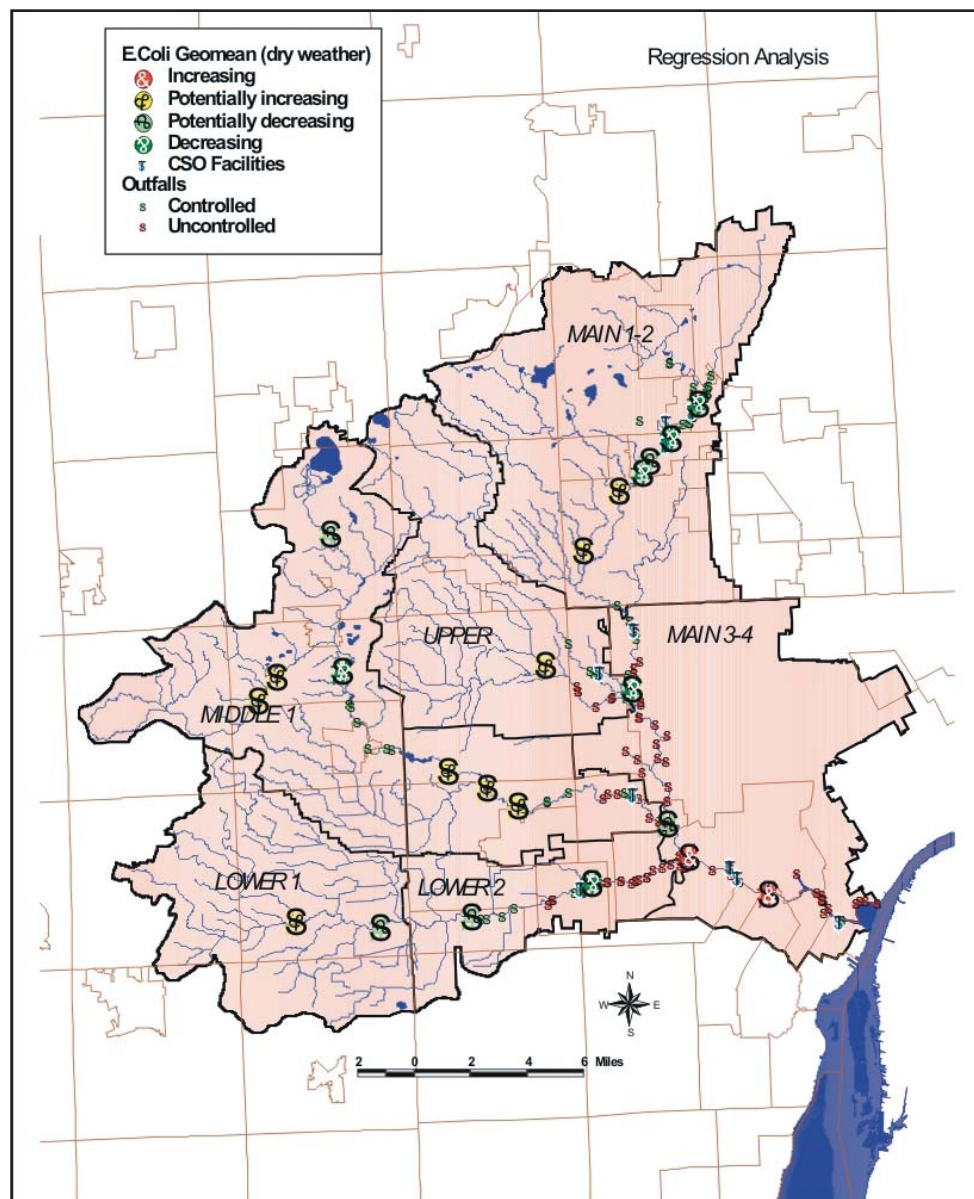 E.Coli Geomean (dry weather)
Increasing
Potentially increasing
Potentially decreasing
Decreasing
CSO Facilities
Outfalls
Controlled
Uncontrolled
Regression Analysis
MAIN 1-2
UPPER
MAIN 3-4
MIDDLE 1
LOWER 1
LOWER 2
N
W E
S
2 0 2 4 6 Miles